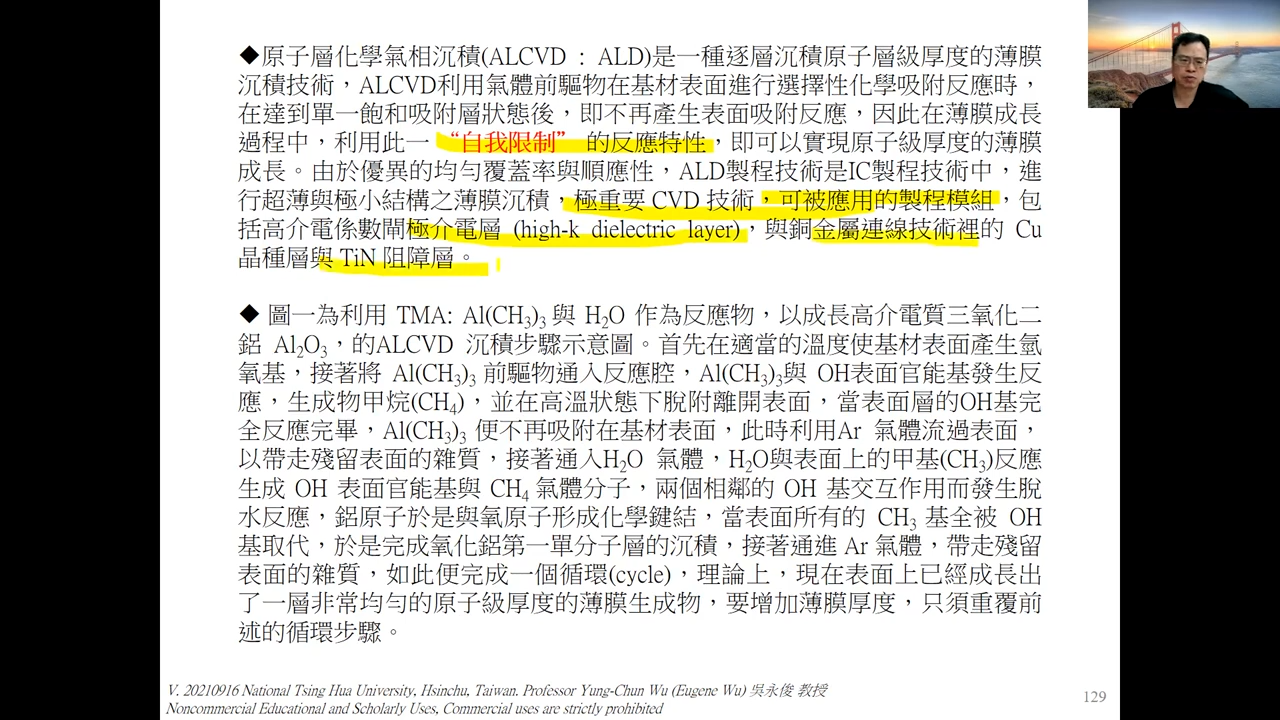 ◆原子層化學氣相沉積(ALCVD : ALD)是一種逐層沉積原子層級厚度的薄膜
沉積技術，ALCVD利用氣體前驅物在基材表面進行選擇性化學吸附反應時，
在達到單一飽和吸附層狀態後，即不再產生表面吸附反應，因此在薄膜成長
過程中，利用此一 “自我限制” 的反應特性，即可以實現原子級厚度的薄膜
成長。由於優異的均勻覆蓋率與順應性，ALD製程技術是IC製程技術中，進
行超薄與極小結構之薄膜沉積，極重要 CVD 技術，可被應用的製程模組，包
括高介電係數閘極介電層 (high-k dielectric layer)，與銅金屬連線技術裡的 Cu
晶種層與 TiN 阻障層。
◆ 圖一為利用 TMA: Al(CH₃)₃ 與 H₂O 作為反應物，以成長高介電質三氧化二
鋁 Al₂O₃，的ALCVD 沉積步驟示意圖。首先在適當的溫度使基材表面產生氫
氧基，接著將 Al(CH₃)₃ 前驅物通入反應腔，Al(CH₃)₃與 OH表面官能基發生反
應，生成物甲烷(CH₄)，並在高溫狀態下脫附離開表面，當表面層的OH基完
全反應完畢，Al(CH₃)₃ 便不再吸附在基材表面，此時利用Ar 氣體流過表面，
以帶走殘留表面的雜質，接著通入H₂O 氣體，H₂O與表面上的甲基(CH₃)反應
生成 OH 表面官能基與 CH₄ 氣體分子，兩個相鄰的 OH 基交互作用而發生脫
水反應，鋁原子於是與氧原子形成化學鍵結，當表面所有的 CH₃ 基全被 OH
基取代，於是完成氧化鋁第一單分子層的沉積，接著通進 Ar 氣體，帶走殘留
表面的雜質，如此便完成一個循環(cycle)，理論上，現在表面上已經成長出
了一層非常均勻的原子級厚度的薄膜生成物，要增加薄膜厚度，只須重覆前
述的循環步驟。
V. 20210916 National Tsing Hua University, Hsinchu, Taiwan. Professor Yung-Chun Wu (Eugene Wu) 吳永俊 教授
Noncommercial Educational and Scholarly Uses, Commercial uses are strictly prohibited
129